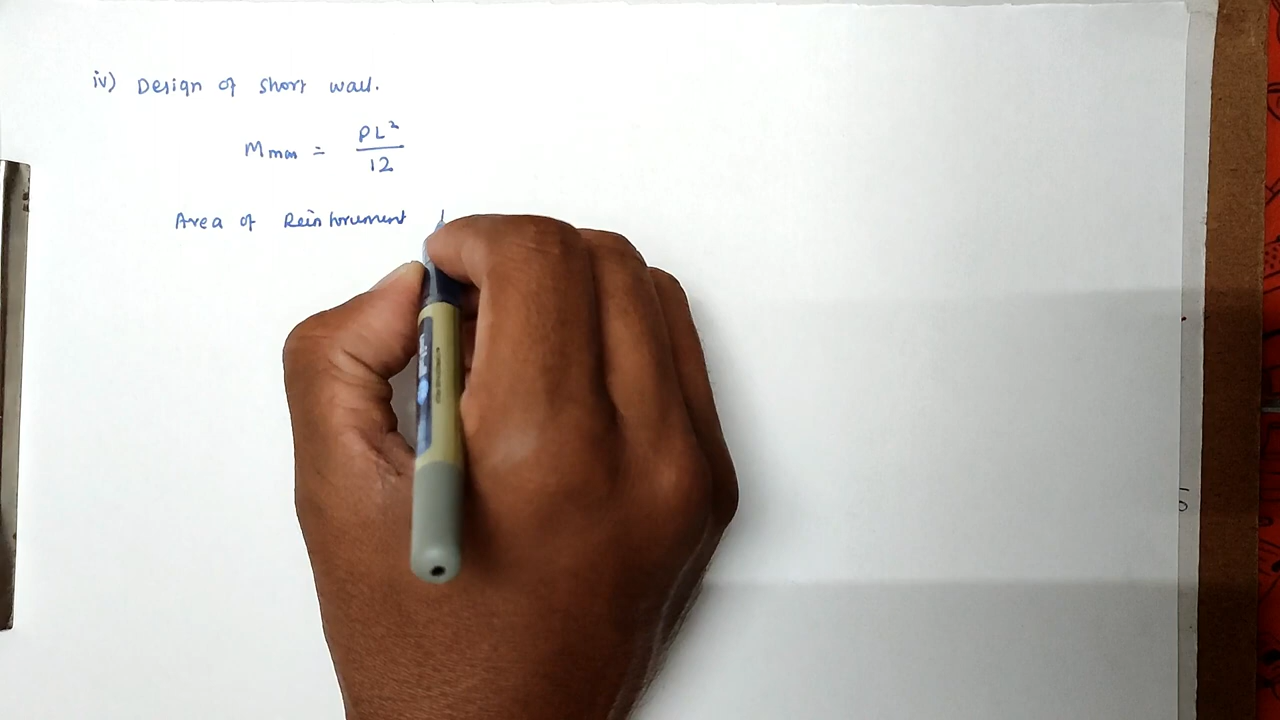 iv) Design of short wall.
Mmax = PL²/12
Area of Reinforcement